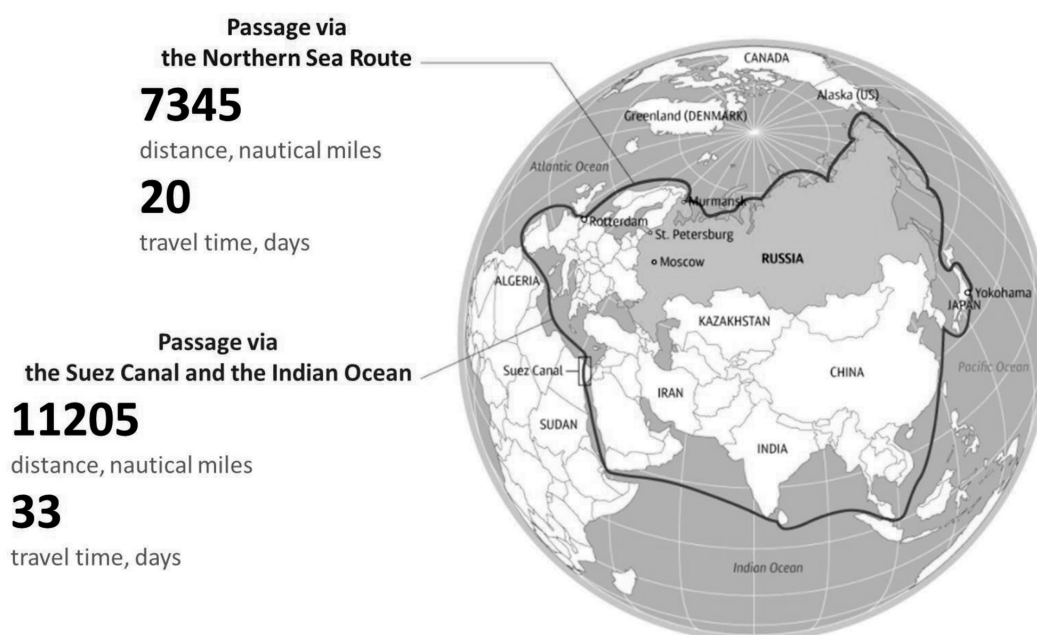 Passage via
the Northern Sea Route
7345
distance, nautical miles
20
travel time, days
Passage via
the Suez Canal and the Indian Ocean
11205
distance, nautical miles
33
travel time, days
CANADA
Alaska (US)
Greenland (DENMARK)
Atlantic Ocean
Murmansk
Rotterdam
St. Petersburg
Moscow
RUSSIA
ALGERIA
Yokohama
JAPAN
KAZAKHSTAN
Pacific Ocean
Suez Canal
CHINA
IRAN
SUDAN
INDIA
Indian Ocean